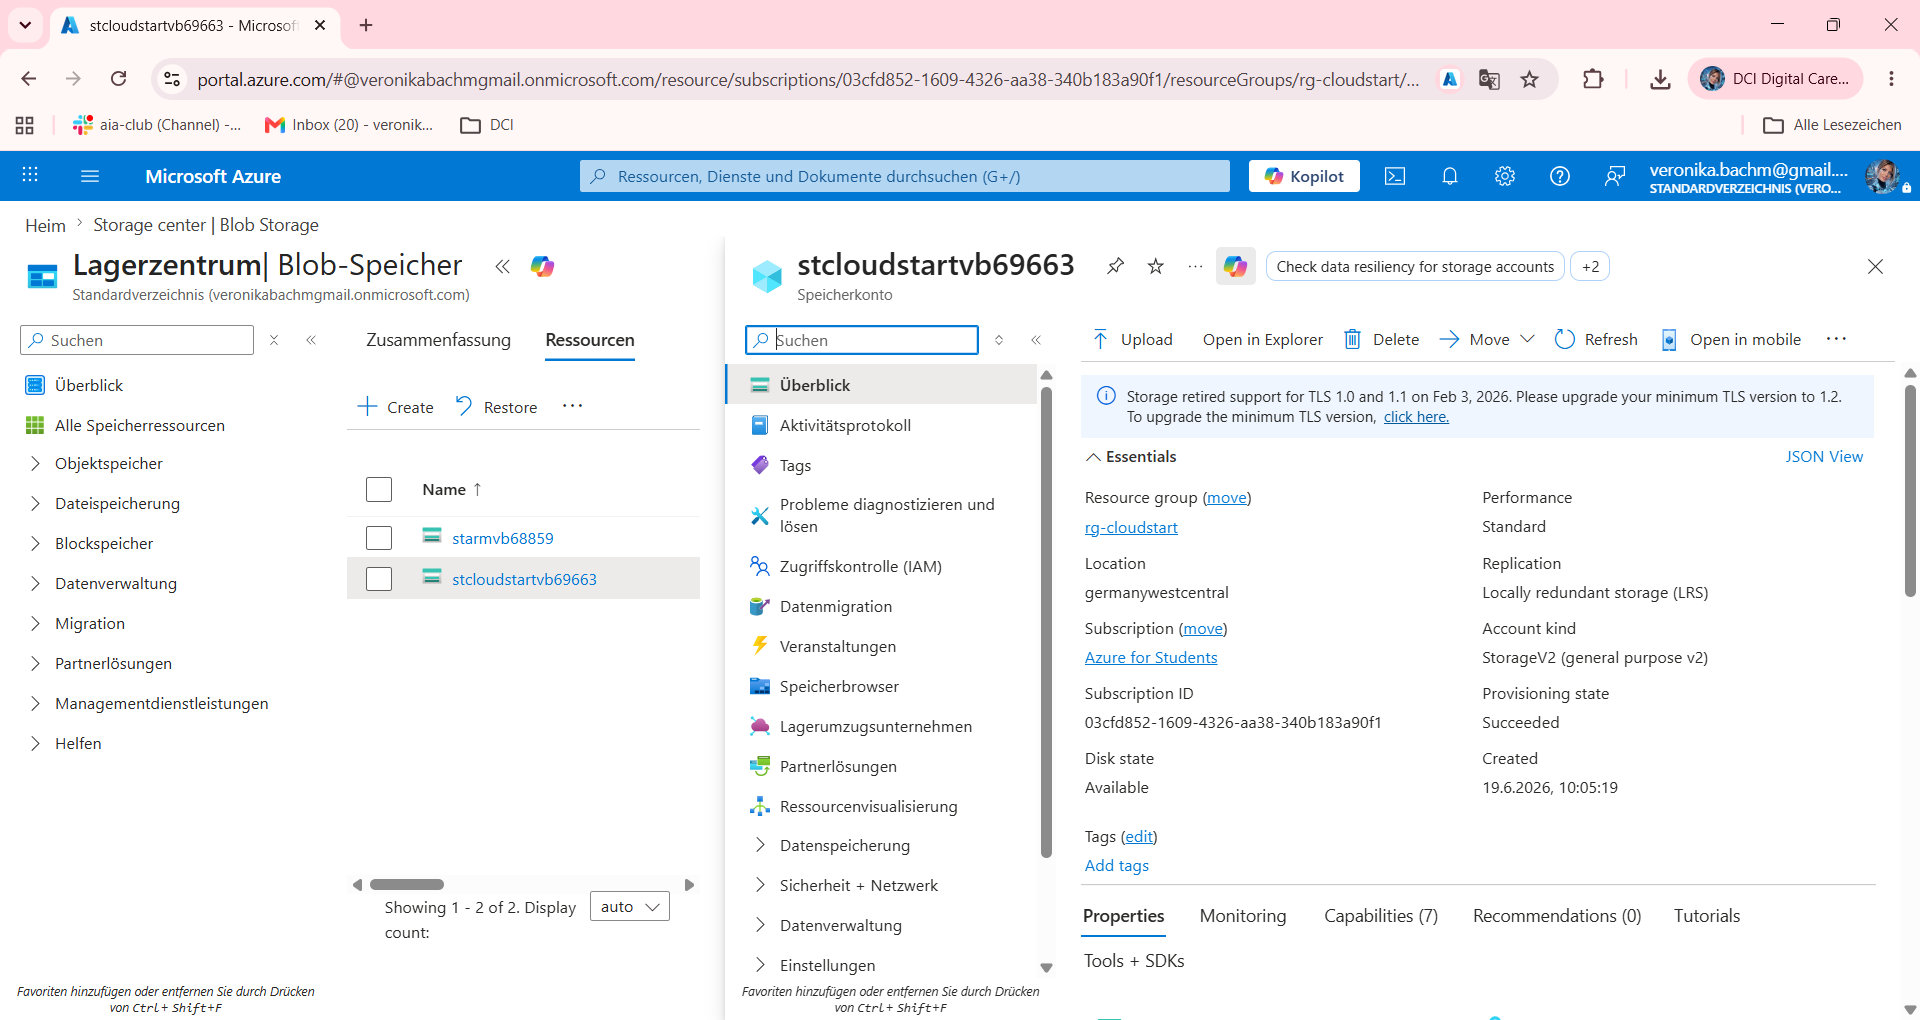 stcloudstartvb69663 - Microsoft
portal.azure.com/#@veronikabachmgmail.onmicrosoft.com/resource/subscriptions/03cfd852-1609-4326-aa38-340b183a90f1/resourceGroups/rg-cloudstart/...
DCI Digital Care...
aia-club (Channel) -...
Inbox (20) - veronik...
DCI
Alle Lesezeichen
Microsoft Azure
Ressourcen, Dienste und Dokumente durchsuchen (G+/)
Kopilot
veronika.bachm@gmail....
STANDARDVERZEICHNIS (VERO...
Heim
Storage center | Blob Storage
Lagerzentrum| Blob-Speicher
Standardverzeichnis (veronikabachmgmail.onmicrosoft.com)
Suchen
Überblick
Alle Speicherressourcen
Objektspeicher
Dateispeicherung
Blockspeicher
Datenverwaltung
Migration
Partnerlösungen
Managementdienstleistungen
Helfen
Favoriten hinzufügen oder entfernen Sie durch Drücken
von Ctrl+ Shift+F
Zusammenfassung
Ressourcen
Create
Restore
...
Name ↑
starmvb68859
stcloudstartvb69663
Showing 1 - 2 of 2. Display
count:
auto
stcloudstartvb69663
Speicherkonto
...
Check data resiliency for storage accounts
+2
Suchen
Überblick
Aktivitätsprotokoll
Tags
Probleme diagnostizieren und
lösen
Zugriffskontrolle (IAM)
Datenmigration
Veranstaltungen
Speicherbrowser
Lagerumzugsunternehmen
Partnerlösungen
Ressourcenvisualisierung
Datenspeicherung
Sicherheit + Netzwerk
Datenverwaltung
Einstellungen
Favoriten hinzufügen oder entfernen Sie durch Drücken
von Ctrl+ Shift+F
Upload
Open in Explorer
Delete
Move
Refresh
Open in mobile
...
Storage retired support for TLS 1.0 and 1.1 on Feb 3, 2026. Please upgrade your minimum TLS version to 1.2.
To upgrade the minimum TLS version, click here.
Essentials
JSON View
Resource group (move)
rg-cloudstart
Location
germanywestcentral
Subscription (move)
Azure for Students
Subscription ID
03cfd852-1609-4326-aa38-340b183a90f1
Disk state
Available
Performance
Standard
Replication
Locally redundant storage (LRS)
Account kind
StorageV2 (general purpose v2)
Provisioning state
Succeeded
Created
19.6.2026, 10:05:19
Tags (edit)
Add tags
Properties
Monitoring
Capabilities (7)
Recommendations (0)
Tutorials
Tools + SDKs